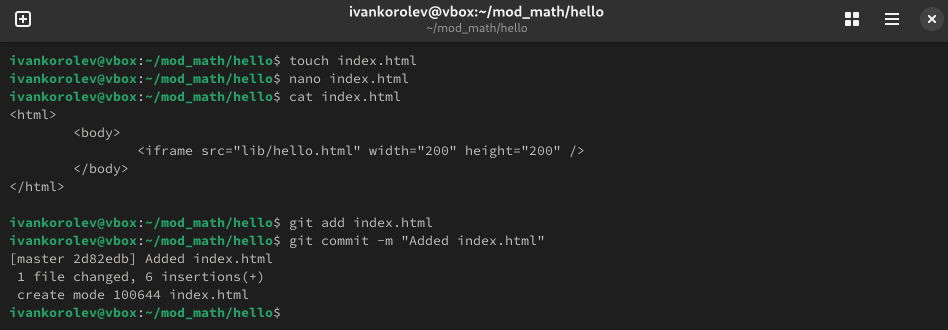 ivankorolev@vbox:~/mod_math/hello
~/mod_math/hello
ivankorolev@vbox:~/mod_math/hello$ touch index.html
ivankorolev@vbox:~/mod_math/hello$ nano index.html
ivankorolev@vbox:~/mod_math/hello$ cat index.html
<html>
        <body>
                <iframe src="lib/hello.html" width="200" height="200" />
        </body>
</html>
ivankorolev@vbox:~/mod_math/hello$ git add index.html
ivankorolev@vbox:~/mod_math/hello$ git commit -m "Added index.html"
[master 2d82edb] Added index.html
 1 file changed, 6 insertions(+)
 create mode 100644 index.html
ivankorolev@vbox:~/mod_math/hello$